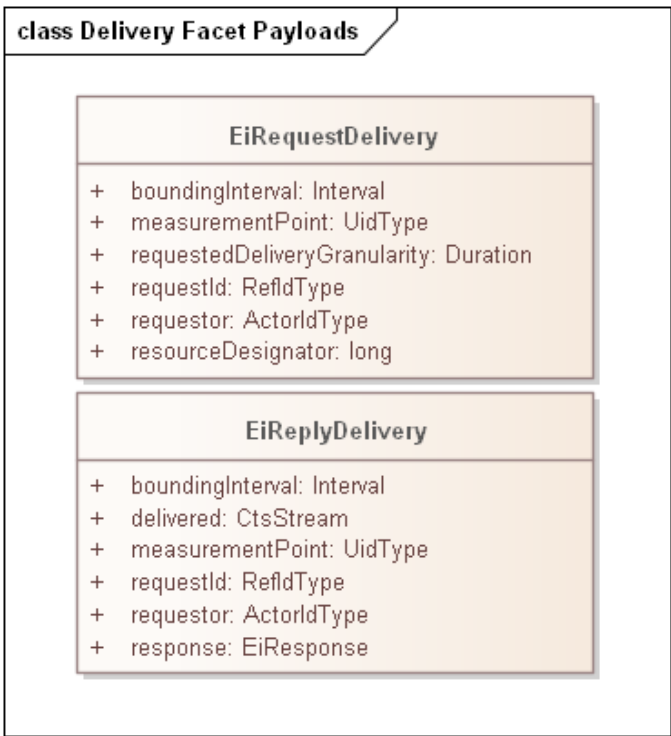 class Delivery Facet Payloads
EiRequestDelivery
+ boundingInterval: Interval
+ measurementPoint: UidType
+ requestedDeliveryGranularity: Duration
+ requestId: RefIdType
+ requestor: ActorIdType
+ resourceDesignator: long
EiReplyDelivery
+ boundingInterval: Interval
+ delivered: CtsStream
+ measurementPoint: UidType
+ requestId: RefIdType
+ requestor: ActorIdType
+ response: EiResponse